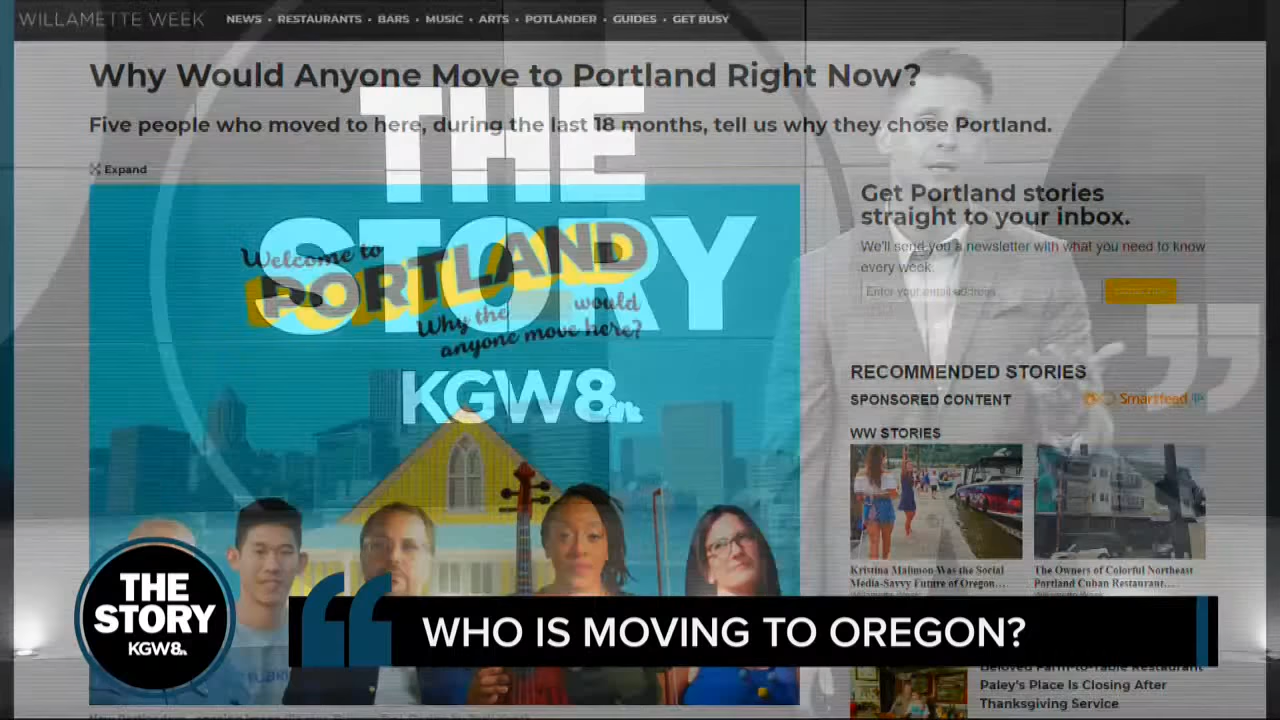 WILLAMETTE WEEK
NEWS • RESTAURANTS • BARS • MUSIC • ARTS • POTLANDER • GUIDES • GET BUSY
Why Would Anyone Move to Portland Right Now?
Five people who moved to here, during the last 18 months, tell us why they chose Portland.
Expand
THE
STORY
KGW8
Welcome to
PORTLAND
Why the would
anyone move here?
Get Portland stories
straight to your inbox.
We'll send you a newsletter with what you need to know
every week.
Enter your email address
RECOMMENDED STORIES
SPONSORED CONTENT
Smartfeed
WW STORIES
Kristina Malimon Was the Social
Media-Savvy Future of Oregon...
The Owners of Colorful Northeast
Portland Cuban Restaurant...
Willamette Week
THE
STORY
KGW8
WHO IS MOVING TO OREGON?
Beloved Farm-to-Table Restaurant
Paley's Place Is Closing After
Thanksgiving Service